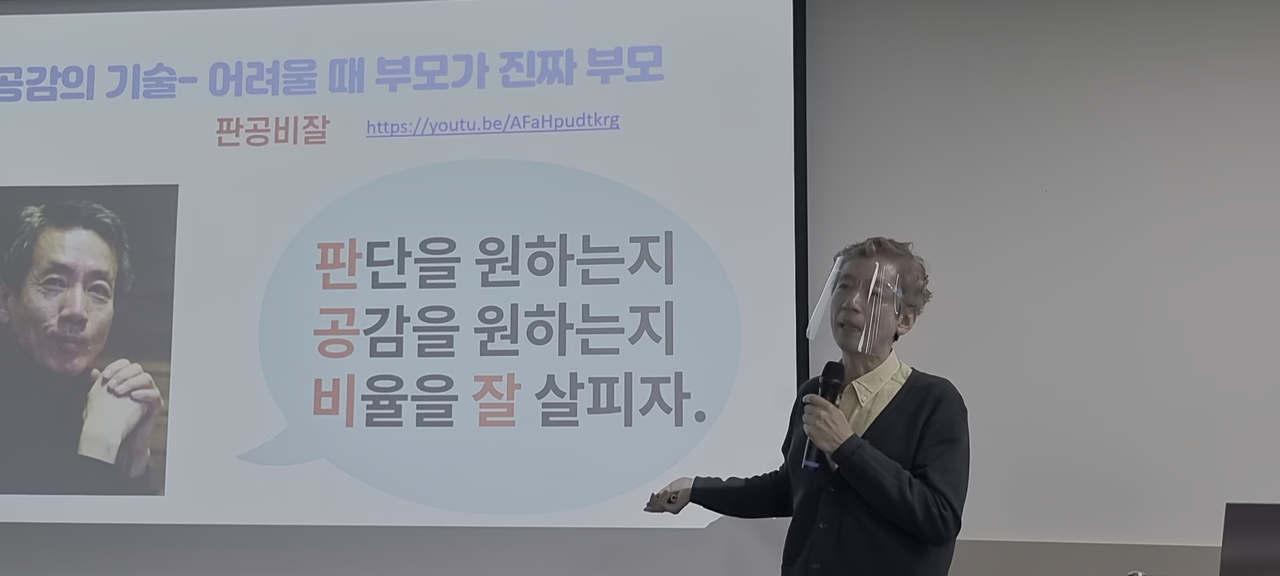 공감의 기술- 어려울 때 부모가 진짜 부모
판공비잘 https://youtu.be/AFaHpudtkrg
판단을 원하는지
공감을 원하는지
비율을 잘 살피자.